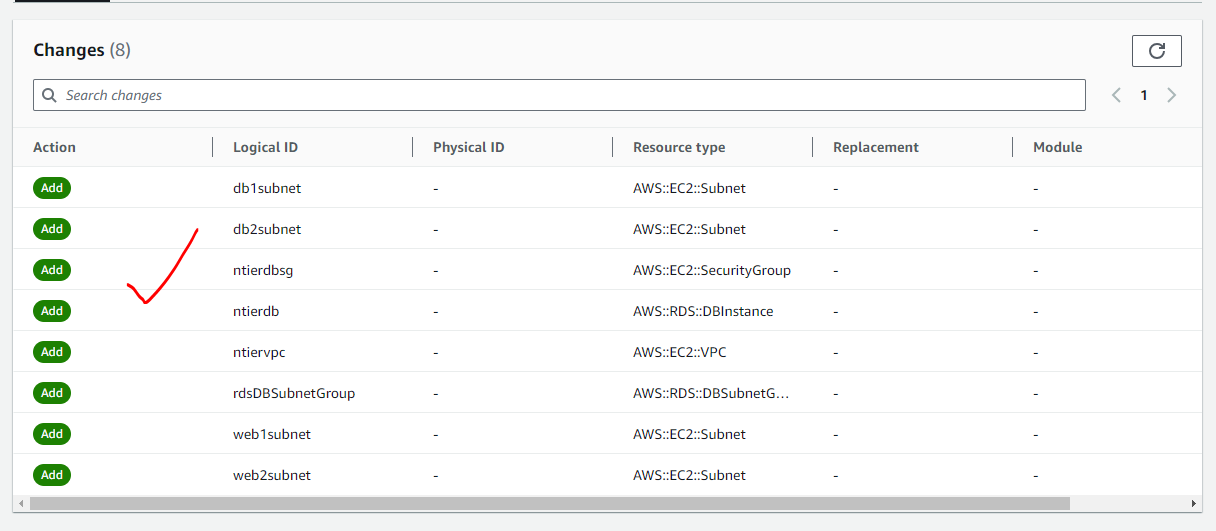 Changes (8)
Search changes
1
Action Logical ID Physical ID Resource type Replacement Module
Add db1subnet - AWS::EC2::Subnet - -
Add db2subnet - AWS::EC2::Subnet - -
Add ntierdbsg - AWS::EC2::SecurityGroup - -
Add ntierdb - AWS::RDS::DBInstance - -
Add ntiervpc - AWS::EC2::VPC - -
Add rdsDBSubnetGroup - AWS::RDS::DBSubnetG... - -
Add web1subnet - AWS::EC2::Subnet - -
Add web2subnet - AWS::EC2::Subnet - -